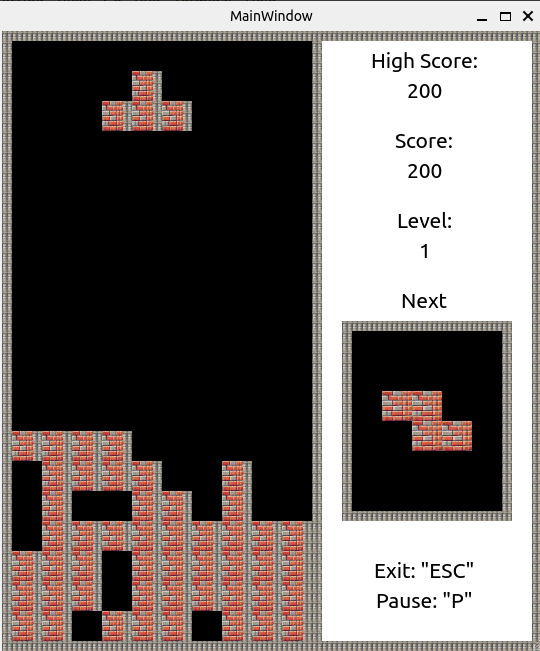 MainWindow
High Score:
200
Score:
200
Level:
1
Next
Exit: "ESC"
Pause: "P"